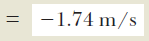 = −1.74 m/s